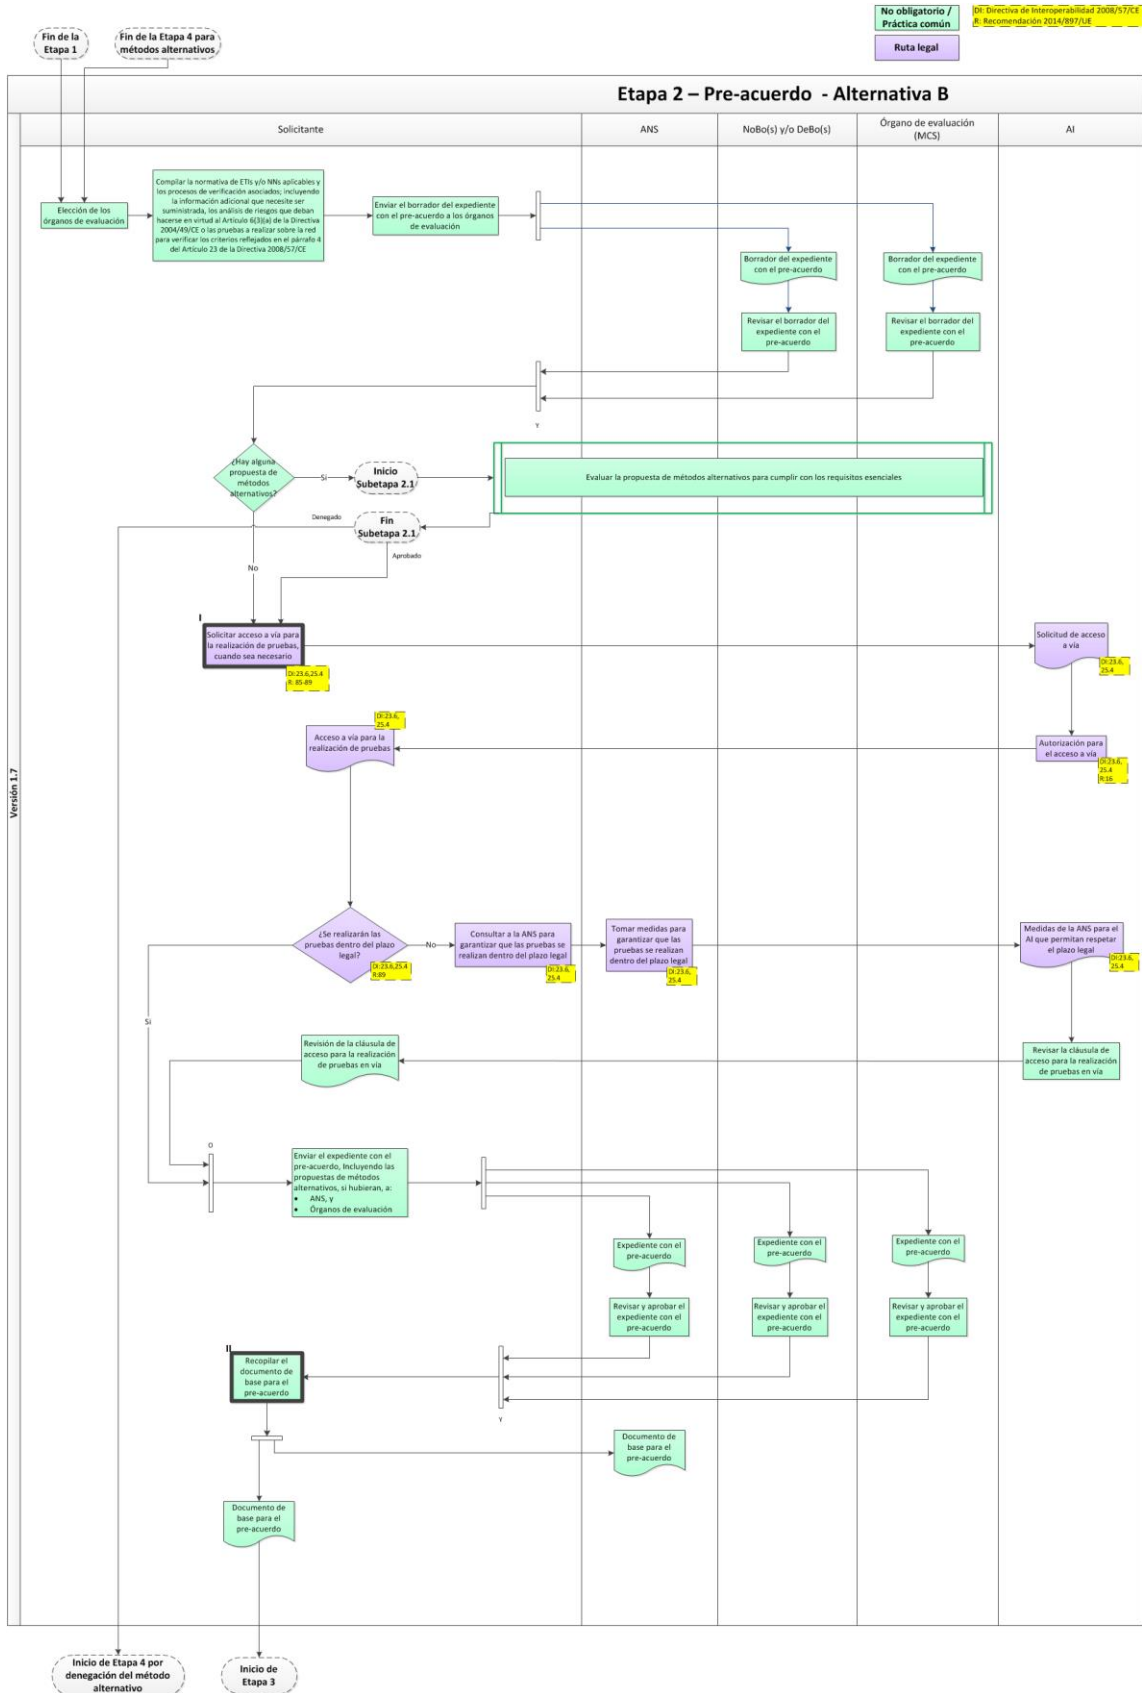 No obligatorio /
Práctica común
DI: Directiva de Interoperabilidad 2008/57/CE
R: Recomendación 2014/897/UE
Ruta legal
Fin de la
Etapa 1
Fin de la Etapa 4 para
métodos alternativos
Etapa 2 – Pre-acuerdo - Alternativa B
Solicitante
ANS
NoBo(s) y/o DeBo(s)
Órgano de evaluación
(MCS)
AI
Versión 1.7
Elección de los
órganos de evaluación
Compilar la normativa de ETIs y/o NNs aplicables y
los procesos de verificación asociados; incluyendo
la información adicional que necesite ser
suministrada, los análisis de riesgos que deban
hacerse en virtud al Artículo 6(3)(a) de la Directiva
2004/49/CE o las pruebas a realizar sobre la red
para verificar los criterios reflejados en el párrafo 4
del Artículo 23 de la Directiva 2008/57/CE
Enviar el borrador del expediente
con el pre-acuerdo a los órganos
de evaluación
Borrador del expediente
con el pre-acuerdo
Borrador del expediente
con el pre-acuerdo
Revisar el borrador del
expediente con el
pre-acuerdo
Revisar el borrador del
expediente con el
pre-acuerdo
Y
¿Hay alguna
propuesta de
métodos
alternativos?
Si
Inicio
Subetapa 2.1
Evaluar la propuesta de métodos alternativos para cumplir con los requisitos esenciales
Denegado
Fin
Subetapa 2.1
Aprobado
No
I
Solicitar acceso a vía para
la realización de pruebas,
cuando sea necesario
DI:23.6,25.4
R: 85-89
Solicitud de acceso
a vía
DI:23.6,
25.4
DI:23.6,
25.4
Acceso a vía para la
realización de pruebas
Autorización para
el acceso a vía
DI:23.6,
25.4
R:16
¿Se realizarán las
pruebas dentro del plazo
legal?
DI:23.6,25.4
R:89
No
Consultar a la ANS para
garantizar que las pruebas se
realizan dentro del plazo legal
DI:23.6,
25.4
Tomar medidas para
garantizar que las
pruebas se realizan
dentro del plazo legal
DI:23.6,
25.4
Medidas de la ANS para el
AI que permitan respetar
el plazo legal
DI:23.6,
25.4
Si
Revisión de la cláusula de
acceso para la realización
de pruebas en vía
Revisar la cláusula de
acceso para la realización
de pruebas en vía
O
Enviar el expediente con el
pre-acuerdo, Incluyendo las
propuestas de métodos
alternativos, si hubieran, a:
• ANS, y
• Órganos de evaluación
Expediente con el
pre-acuerdo
Expediente con el
pre-acuerdo
Expediente con el
pre-acuerdo
Revisar y aprobar el
expediente con el
pre-acuerdo
Revisar y aprobar el
expediente con el
pre-acuerdo
Revisar y aprobar el
expediente con el
pre-acuerdo
II
Recopilar el
documento de
base para el
pre-acuerdo
Y
Documento de
base para el
pre-acuerdo
Documento de
base para el
pre-acuerdo
Inicio de Etapa 4 por
denegación del método
alternativo
Inicio de
Etapa 3